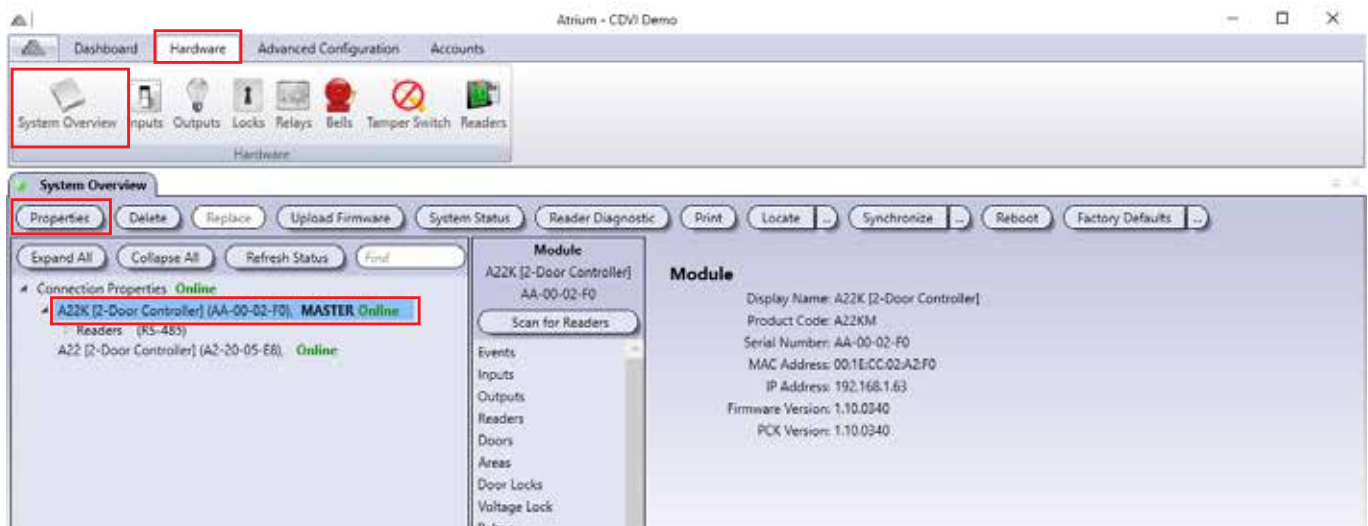 Atrium - CDVI Demo
Dashboard Hardware Advanced Configuration Accounts
System Overview Inputs Outputs Locks Relays Bells Tamper Switch Readers
Hardware
System Overview
Properties Delete Replace Upload Firmware System Status Reader Diagnostic Print Locate ... Synchronize ... Reboot Factory Defaults ...
Expand All Collapse All Refresh Status Find
Connection Properties Online
A22K [2-Door Controller] (AA-00-02-F0), MASTER Online
Readers (RS-485)
A22 [2-Door Controller] (A2-20-05-E8), Online
Module
A22K [2-Door Controller]
AA-00-02-F0
Scan for Readers
Events
Inputs
Outputs
Readers
Doors
Areas
Door Locks
Voltage Lock
Module
Display Name: A22K [2-Door Controller]
Product Code: A22KM
Serial Number: AA-00-02-F0
MAC Address: 00:1E:CC:02:A2:F0
IP Address: 192.168.1.63
Firmware Version: 1.10.0340
PCK Version: 1.10.0340